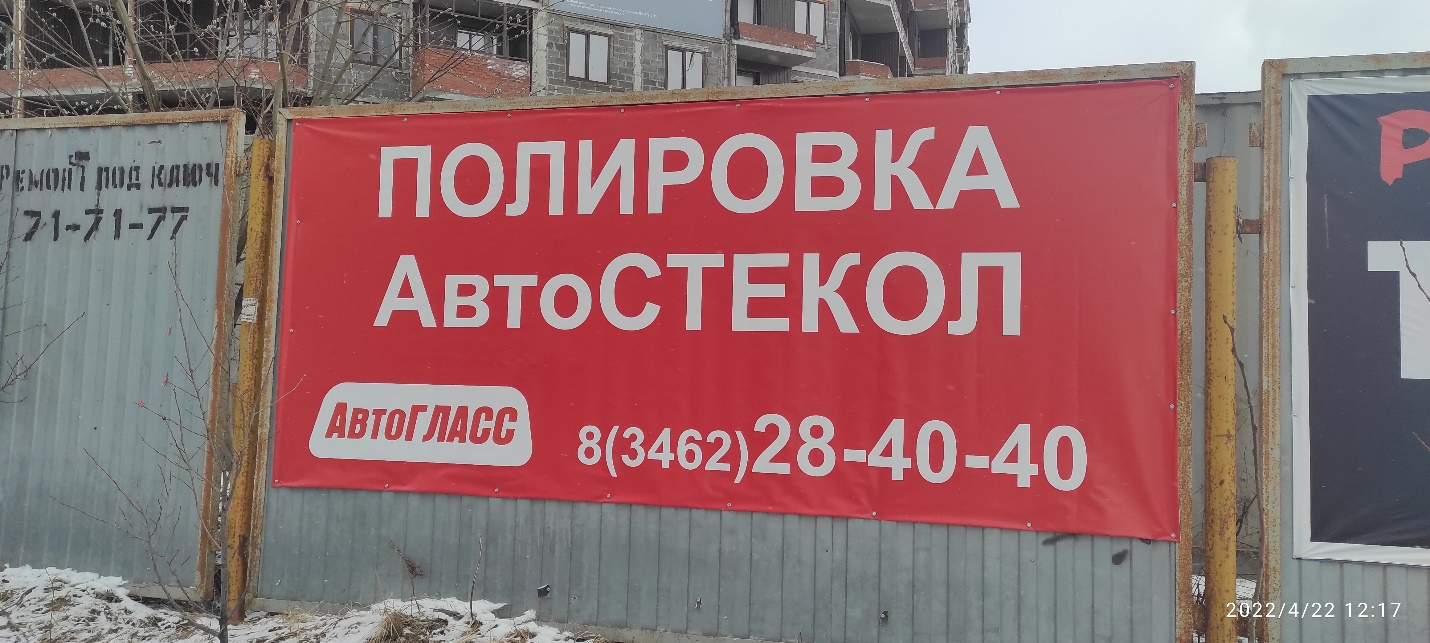 РЕМОНТ ПОД КЛЮЧ
71-71-77
ПОЛИРОВКА
АвтоСТЕКОЛ
АвтоГЛАСС
8(3462)28-40-40
2022/4/22 12:17